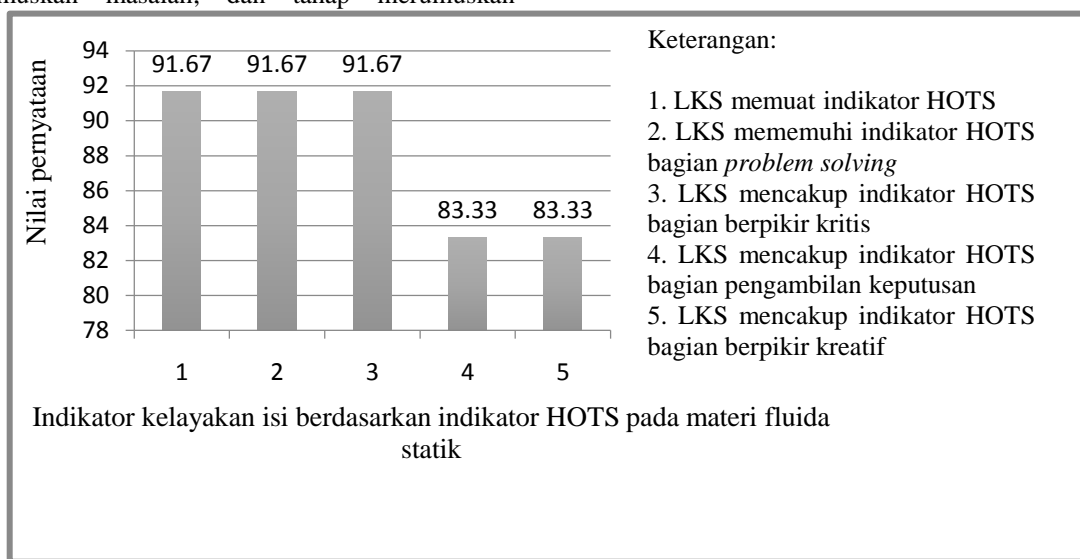 94
92
90
88
86
84
82
80
78
Nilai pernyataan
91.67 91.67 91.67
83.33 83.33
1 2 3 4 5
Indikator kelayakan isi berdasarkan indikator HOTS pada materi fluida
statik
Keterangan:
1. LKS memuat indikator HOTS
2. LKS mememuhi indikator HOTS
bagian problem solving
3. LKS mencakup indikator HOTS
bagian berpikir kritis
4. LKS mencakup indikator HOTS
bagian pengambilan keputusan
5. LKS mencakup indikator HOTS
bagian berpikir kreatif